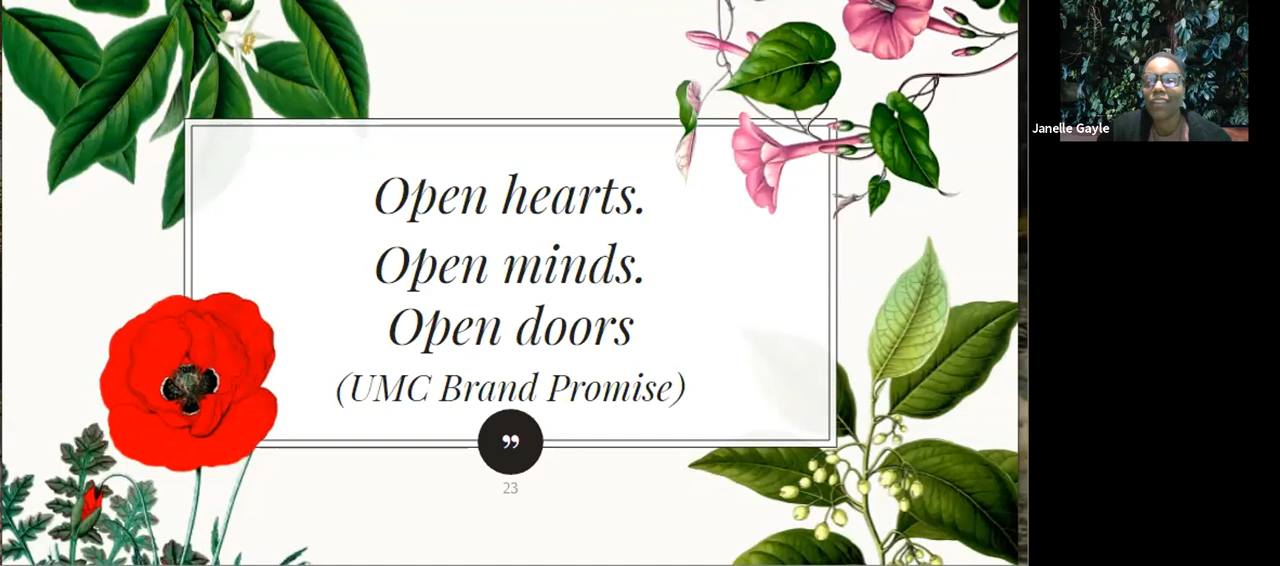 Open hearts.
Open minds.
Open doors
(UMC Brand Promise)
”
23
Janelle Gayle